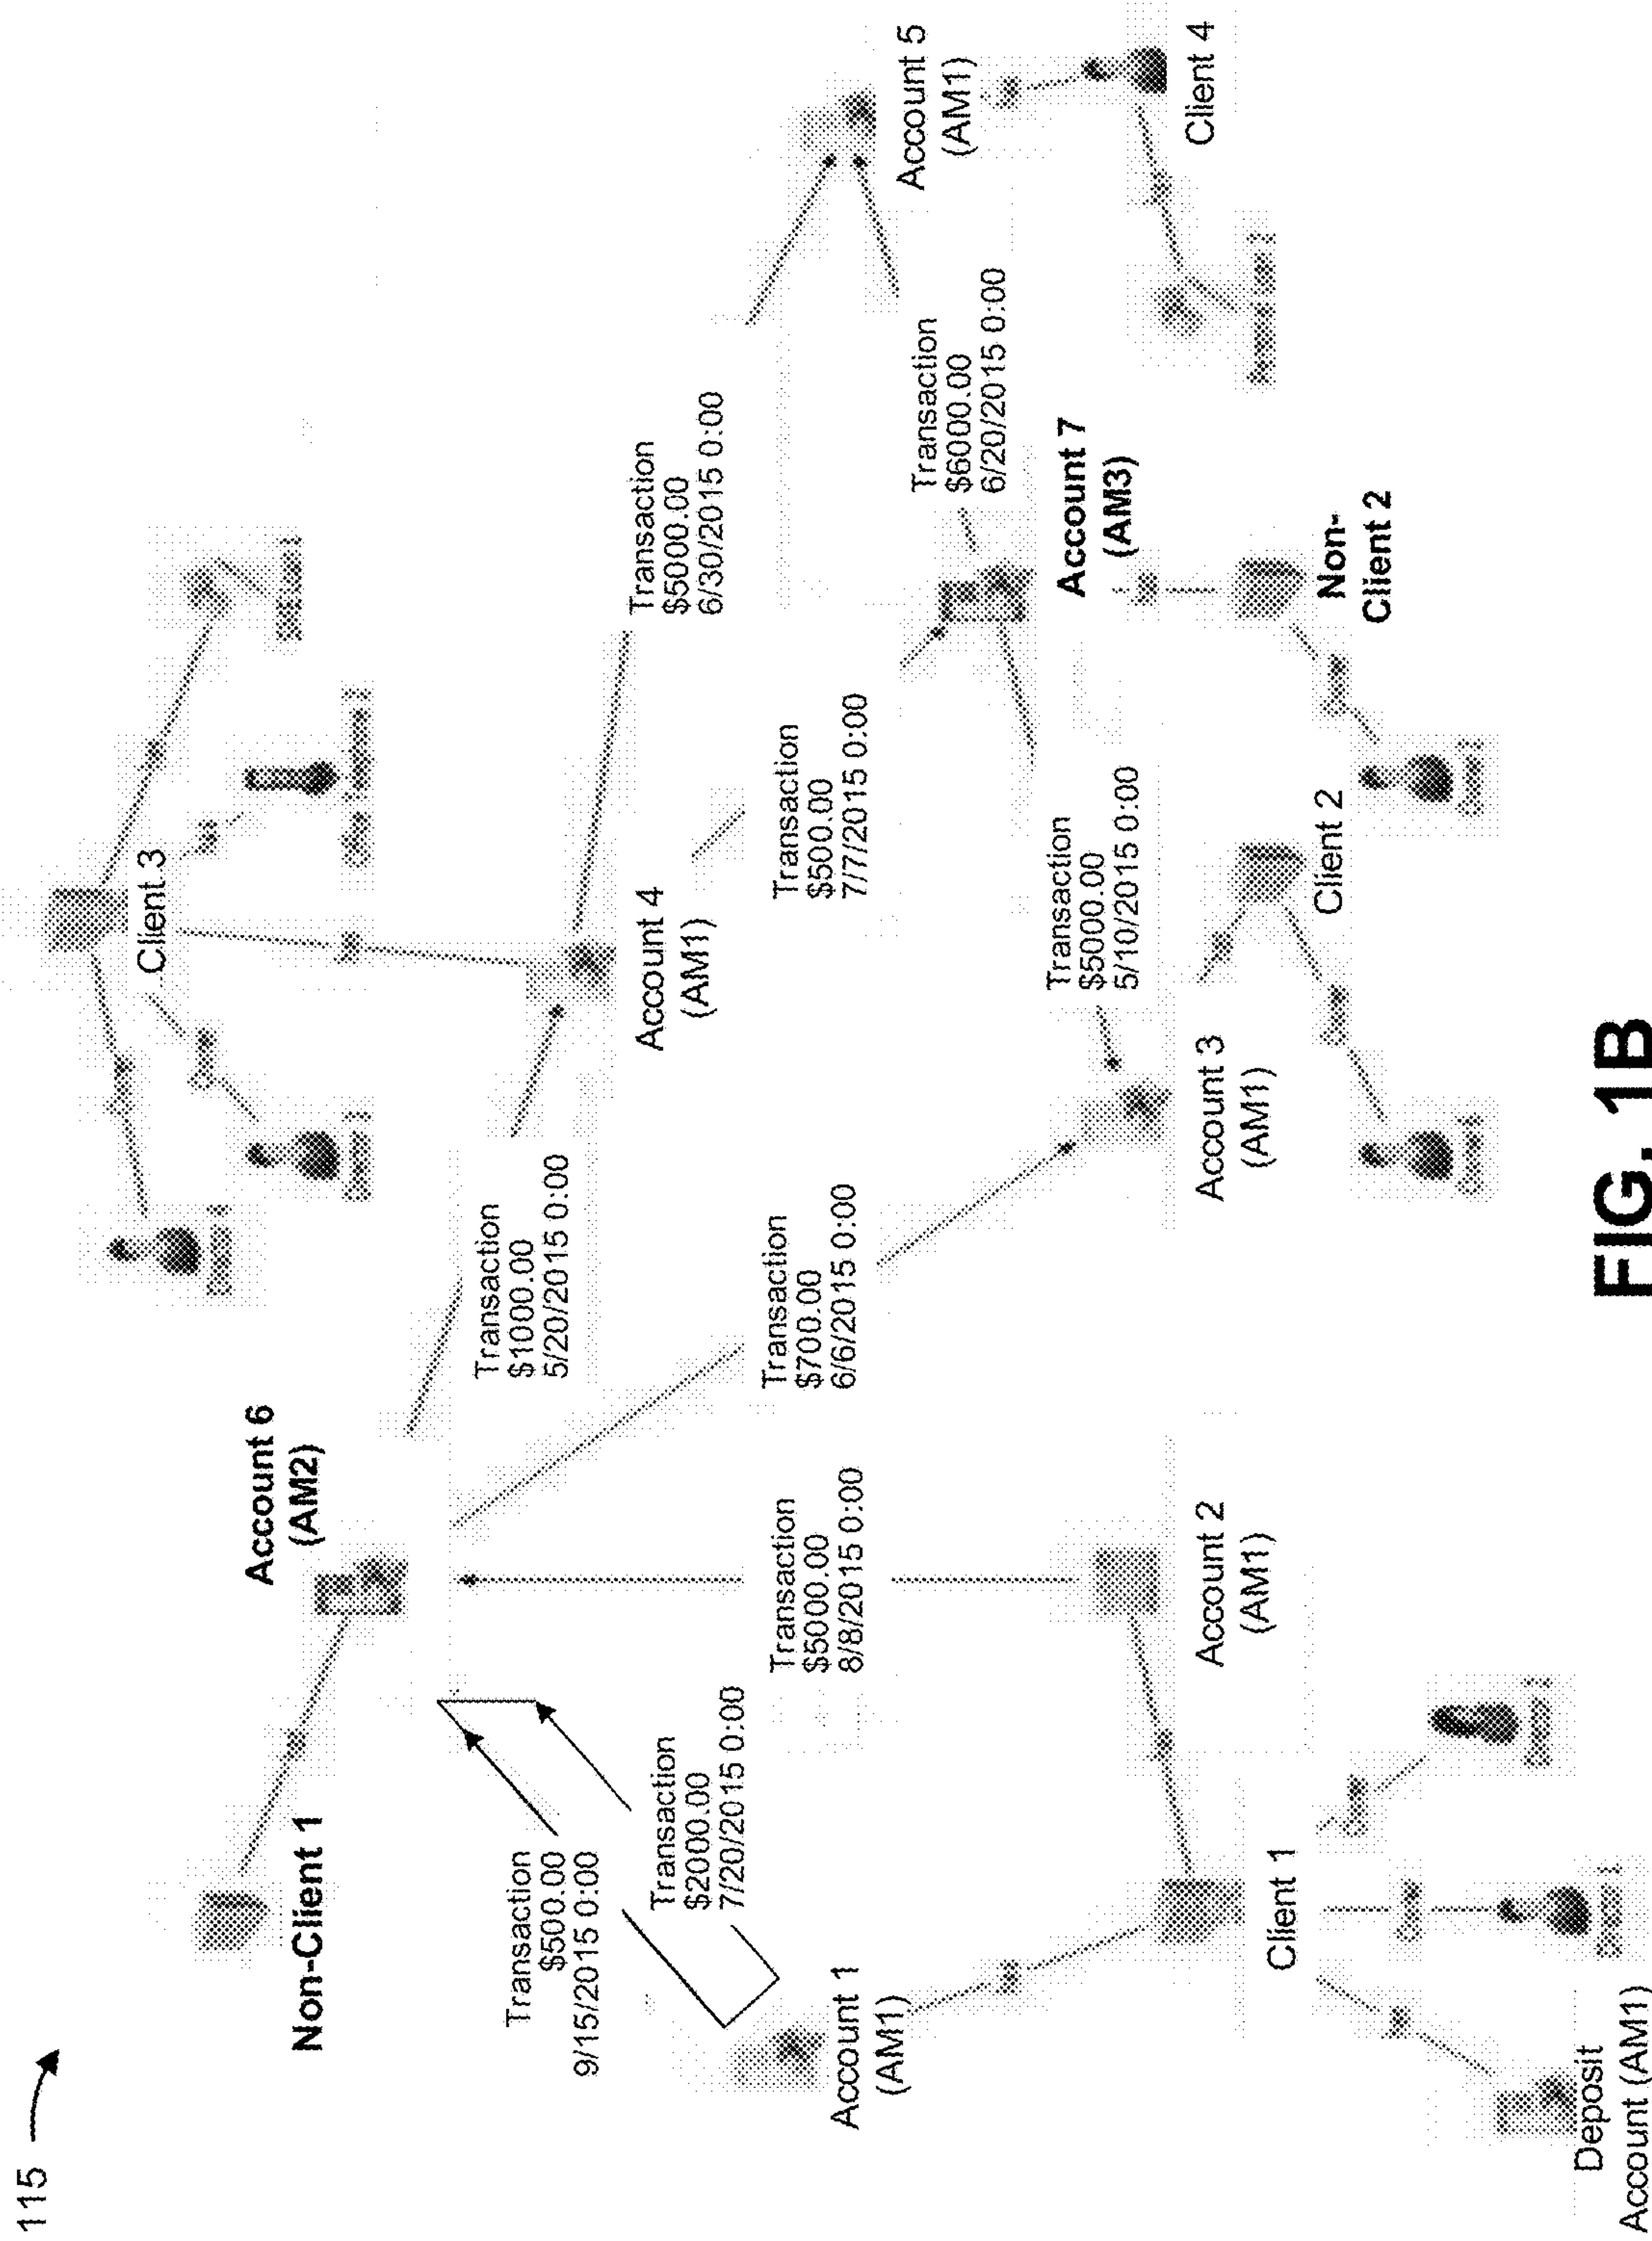 115
Client 3
Account 6
(AM2)
Non-Client 1
Transaction
$1000.00
5/20/2015 0:00
Account 4
(AM1)
Transaction
$5000.00
6/30/2015 0:00
Account 5
(AM1)
Client 4
Transaction
$500.00
9/15/2015 0:00
Transaction
$2000.00
7/20/2015 0:00
Transaction
$5000.00
8/8/2015 0:00
Transaction
$700.00
6/6/2015 0:00
Transaction
$500.00
7/7/2015 0:00
Transaction
$6000.00
6/20/2015 0:00
Account 7
(AM3)
Transaction
$5000.00
5/10/2015 0:00
Account 1
(AM1)
Account 2
(AM1)
Account 3
(AM1)
Client 1
Client 2
Non-
Client 2
Deposit
Account (AM1)
FIG. 1B